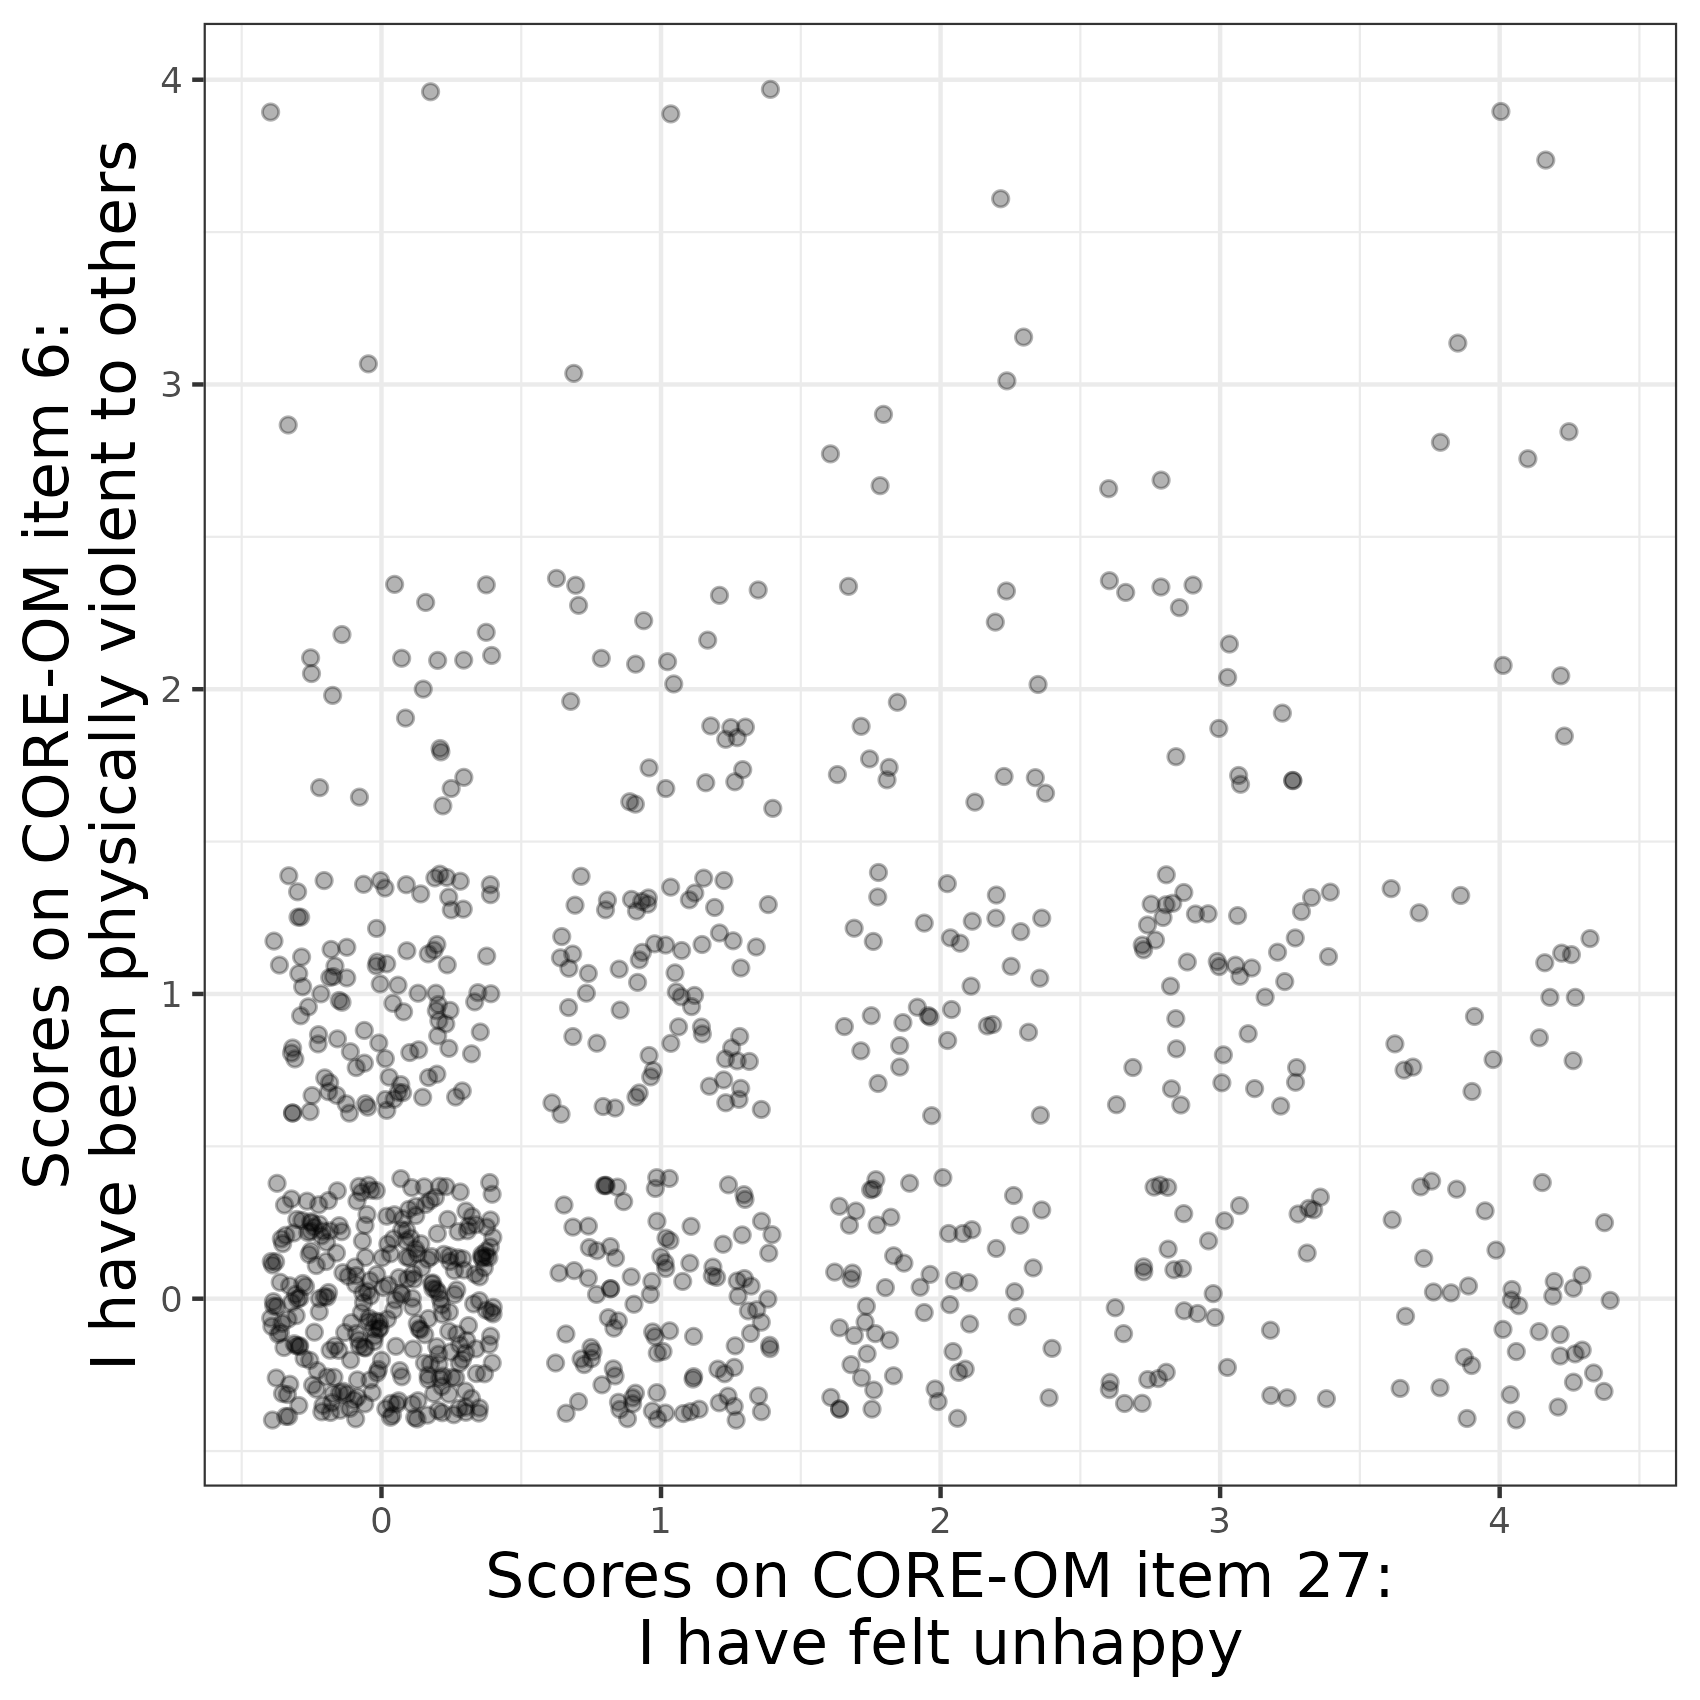 Scores on CORE-OM item 6:
I have been physically violent to others
4
3
2
1
0
0 1 2 3 4
Scores on CORE-OM item 27:
I have felt unhappy